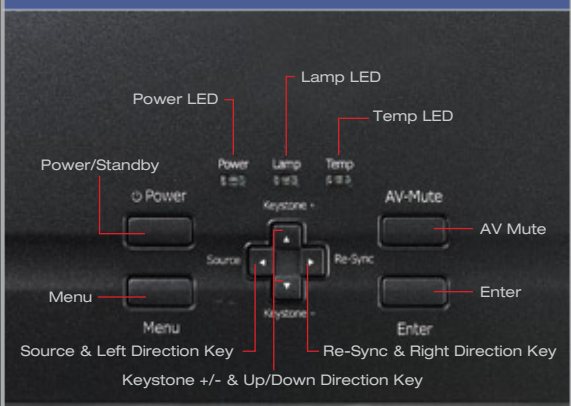 Lamp LED
Power LED
Temp LED
Power/Standby
Power Lamp Temp
Power
Keystone +
AV-Mute
AV Mute
Source
Re-Sync
Menu
Enter
Keystone -
Menu
Enter
Source & Left Direction Key
Re-Sync & Right Direction Key
Keystone +/- & Up/Down Direction Key